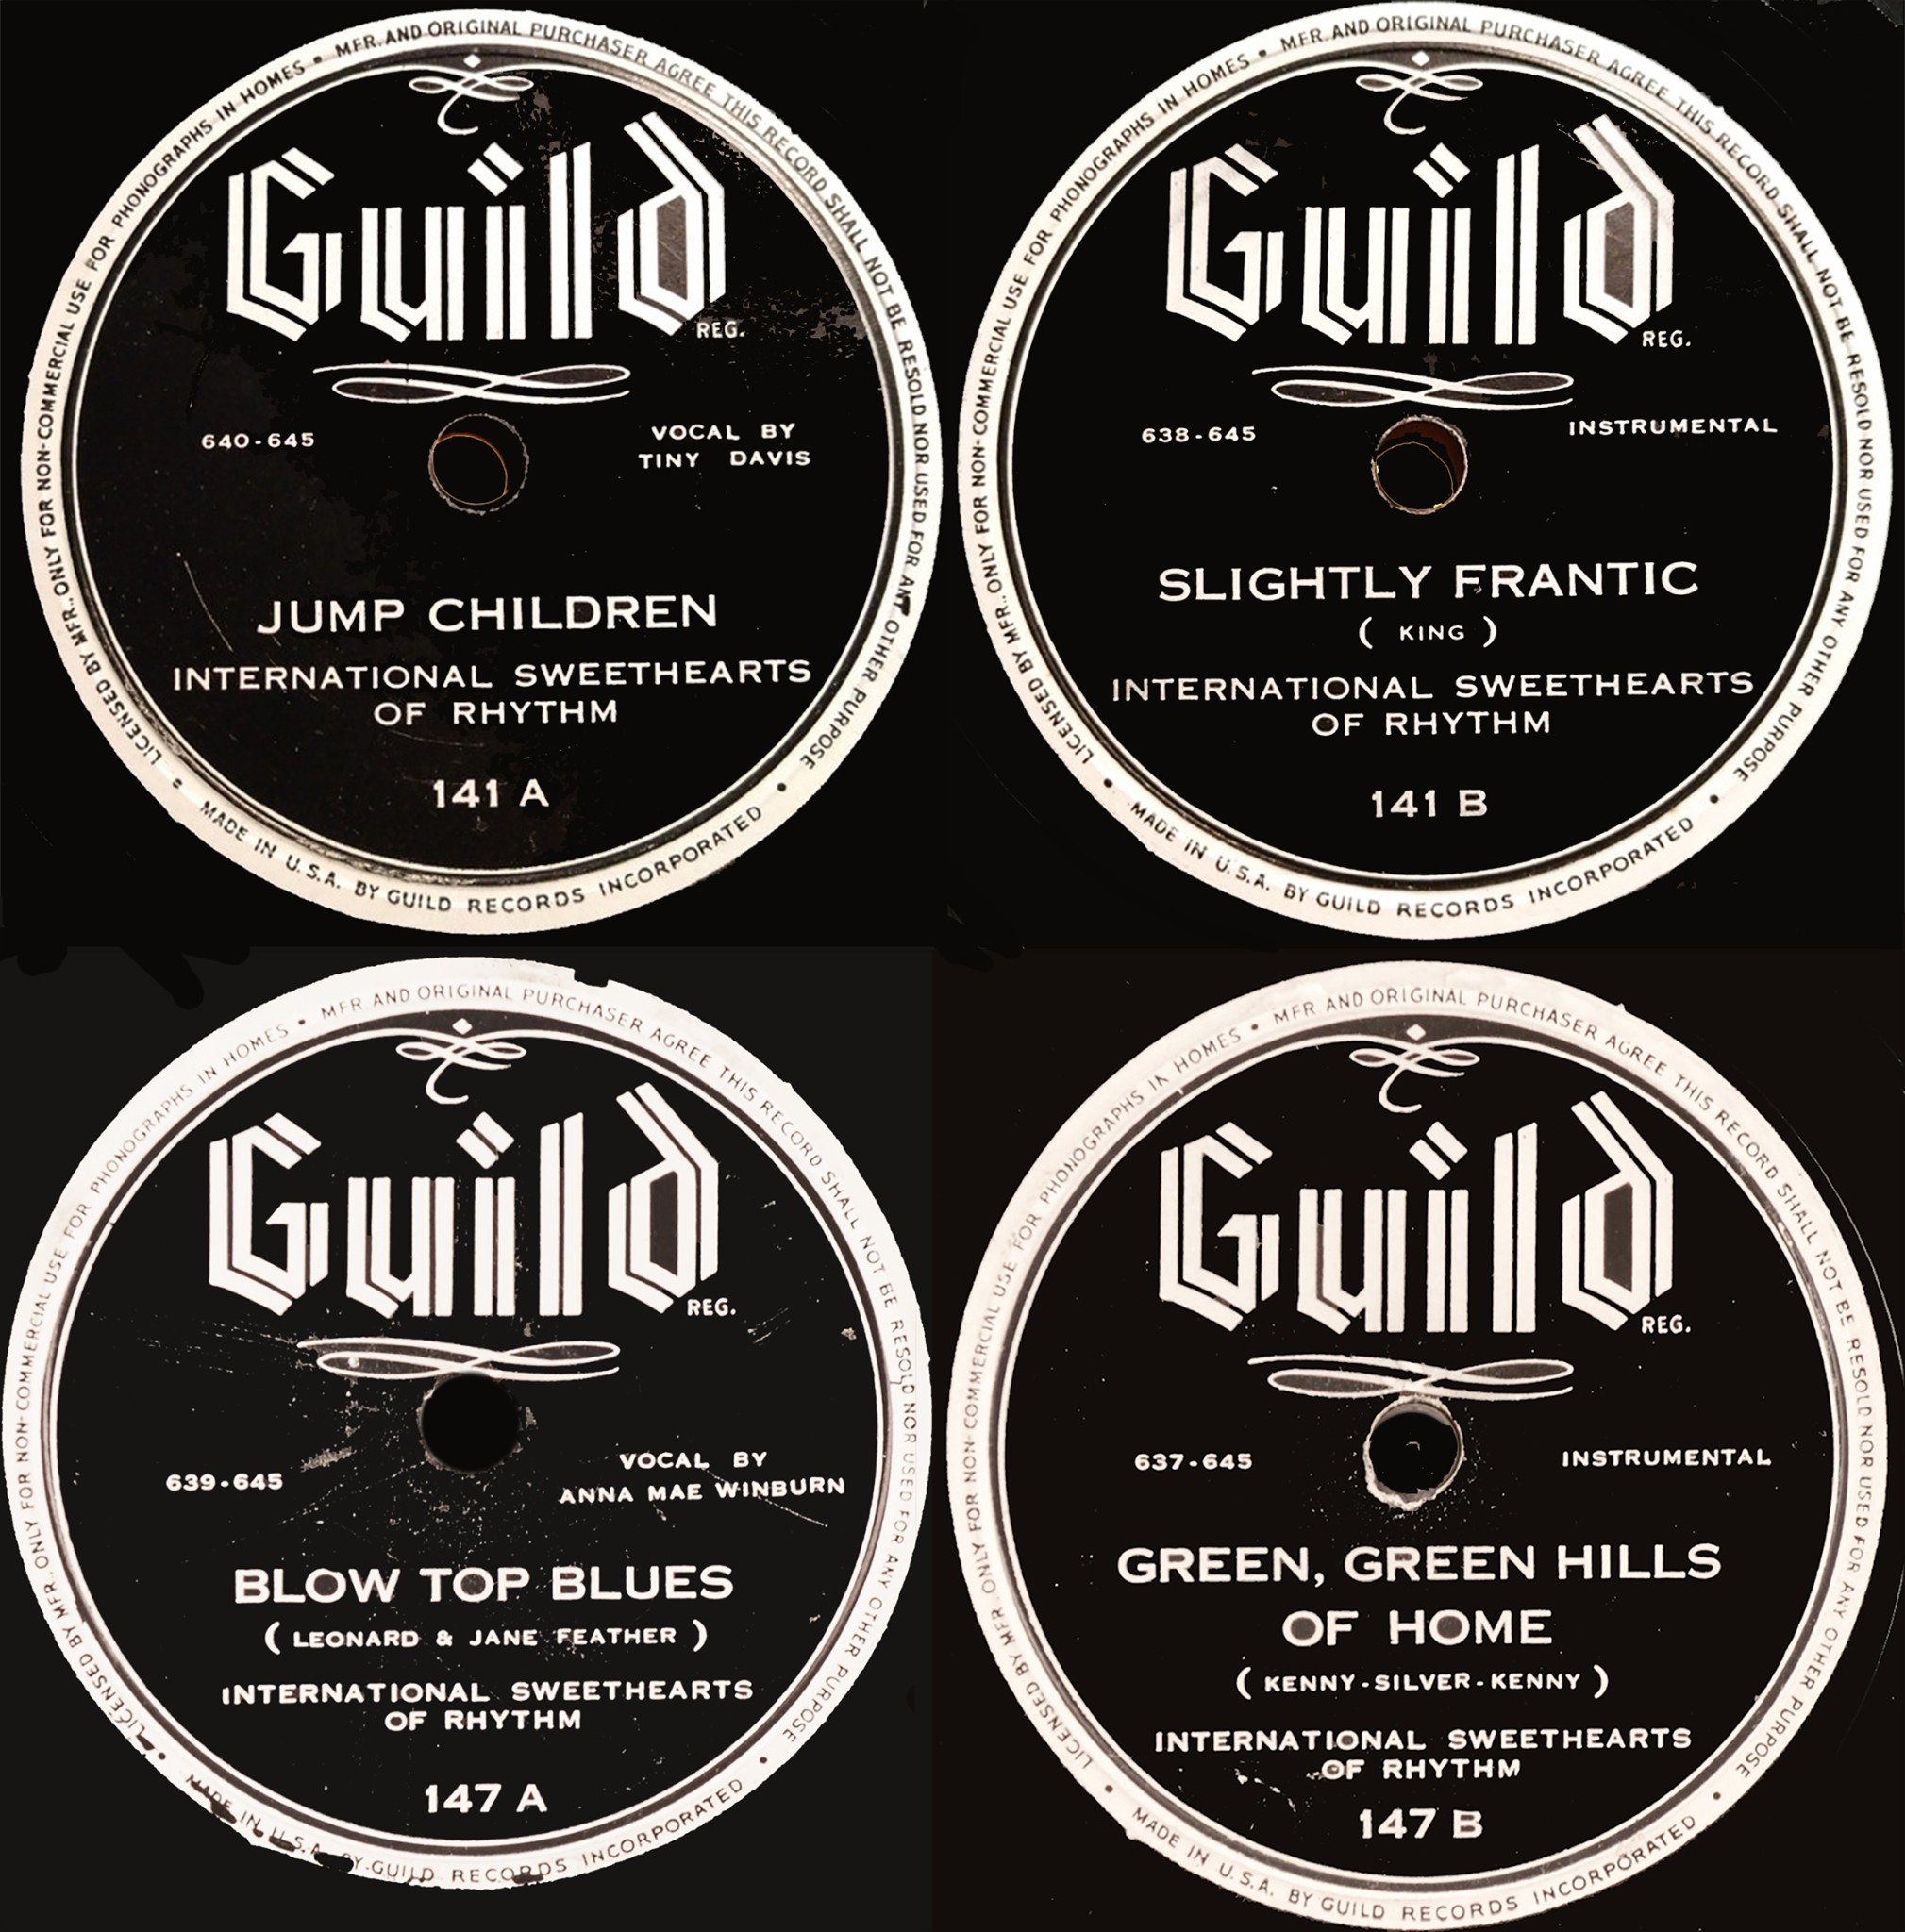 LICENSED BY MFR. ONLY FOR NON-COMMERCIAL USE FOR PHONOGRAPHS IN HOMES • MFR. AND ORIGINAL PURCHASER AGREE THIS RECORD SHALL NOT BE RESOLD NOR USED FOR ANY OTHER PURPOSE •
Guild
REG.
640-645
VOCAL BY
TINY DAVIS
JUMP CHILDREN
INTERNATIONAL SWEETHEARTS
OF RHYTHM
141 A
MADE IN U.S.A. BY GUILD RECORDS INCORPORATED •
LICENSED BY MFR. ONLY FOR NON-COMMERCIAL USE FOR PHONOGRAPHS IN HOMES • MFR. AND ORIGINAL PURCHASER AGREE THIS RECORD SHALL NOT BE RESOLD NOR USED FOR ANY OTHER PURPOSE •
Guild
REG.
638-645
INSTRUMENTAL
SLIGHTLY FRANTIC
( KING )
INTERNATIONAL SWEETHEARTS
OF RHYTHM
141 B
MADE IN U.S.A. BY GUILD RECORDS INCORPORATED •
LICENSED BY MFR. ONLY FOR NON-COMMERCIAL USE FOR PHONOGRAPHS IN HOMES • MFR AND ORIGINAL PURCHASER AGREE THIS RECORD SHALL NOT BE RESOLD NOR USED FOR ANY OTHER PURPOSE •
Guild
REG.
639-645
VOCAL BY
ANNA MAE WINBURN
BLOW TOP BLUES
( LEONARD & JANE FEATHER )
INTERNATIONAL SWEETHEARTS
OF RHYTHM
147 A
MADE IN U.S.A. BY GUILD RECORDS INCORPORATED •
LICENSED BY MFR. ONLY FOR NON-COMMERCIAL USE FOR PHONOGRAPHS IN HOMES • MFR AND ORIGINAL PURCHASER AGREE THIS RECORD SHALL NOT BE RESOLD NOR USED FOR ANY OTHER PURPOSE •
Guild
REG.
637-645
INSTRUMENTAL
GREEN, GREEN HILLS
OF HOME
( KENNY-SILVER-KENNY )
INTERNATIONAL SWEETHEARTS
OF RHYTHM
147 B
MADE IN U.S.A. BY GUILD RECORDS INCORPORATED •